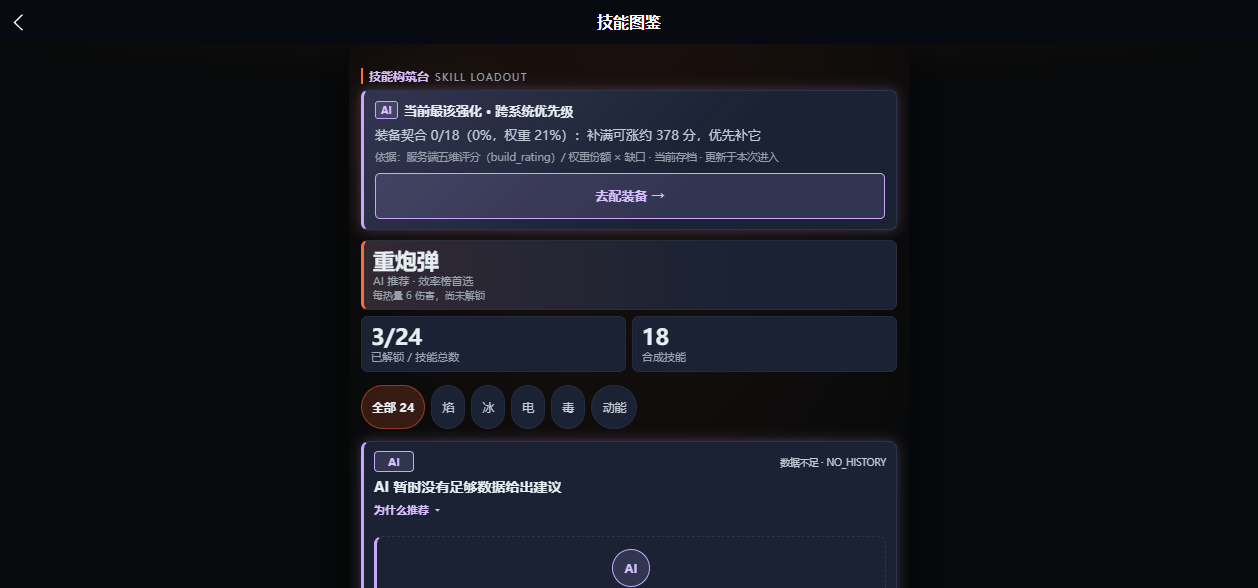 技能图鉴
技能构筑台 SKILL LOADOUT
AI 当前最该强化 • 跨系统优先级
装备契合 0/18（0%，权重 21%）：补满可涨约 378 分，优先补它
依据：服务端五维评分（build_rating）/ 权重份额 × 缺口 · 当前存档 · 更新于本次进入
去配装备 →
重炮弹
AI 推荐 · 效率榜首选
每热量 6 伤害，尚未解锁
3/24
已解锁 / 技能总数
18
合成技能
全部 24 焰 冰 电 毒 动能
AI 数据不足 · NO_HISTORY
AI 暂时没有足够数据给出建议
为什么推荐
AI